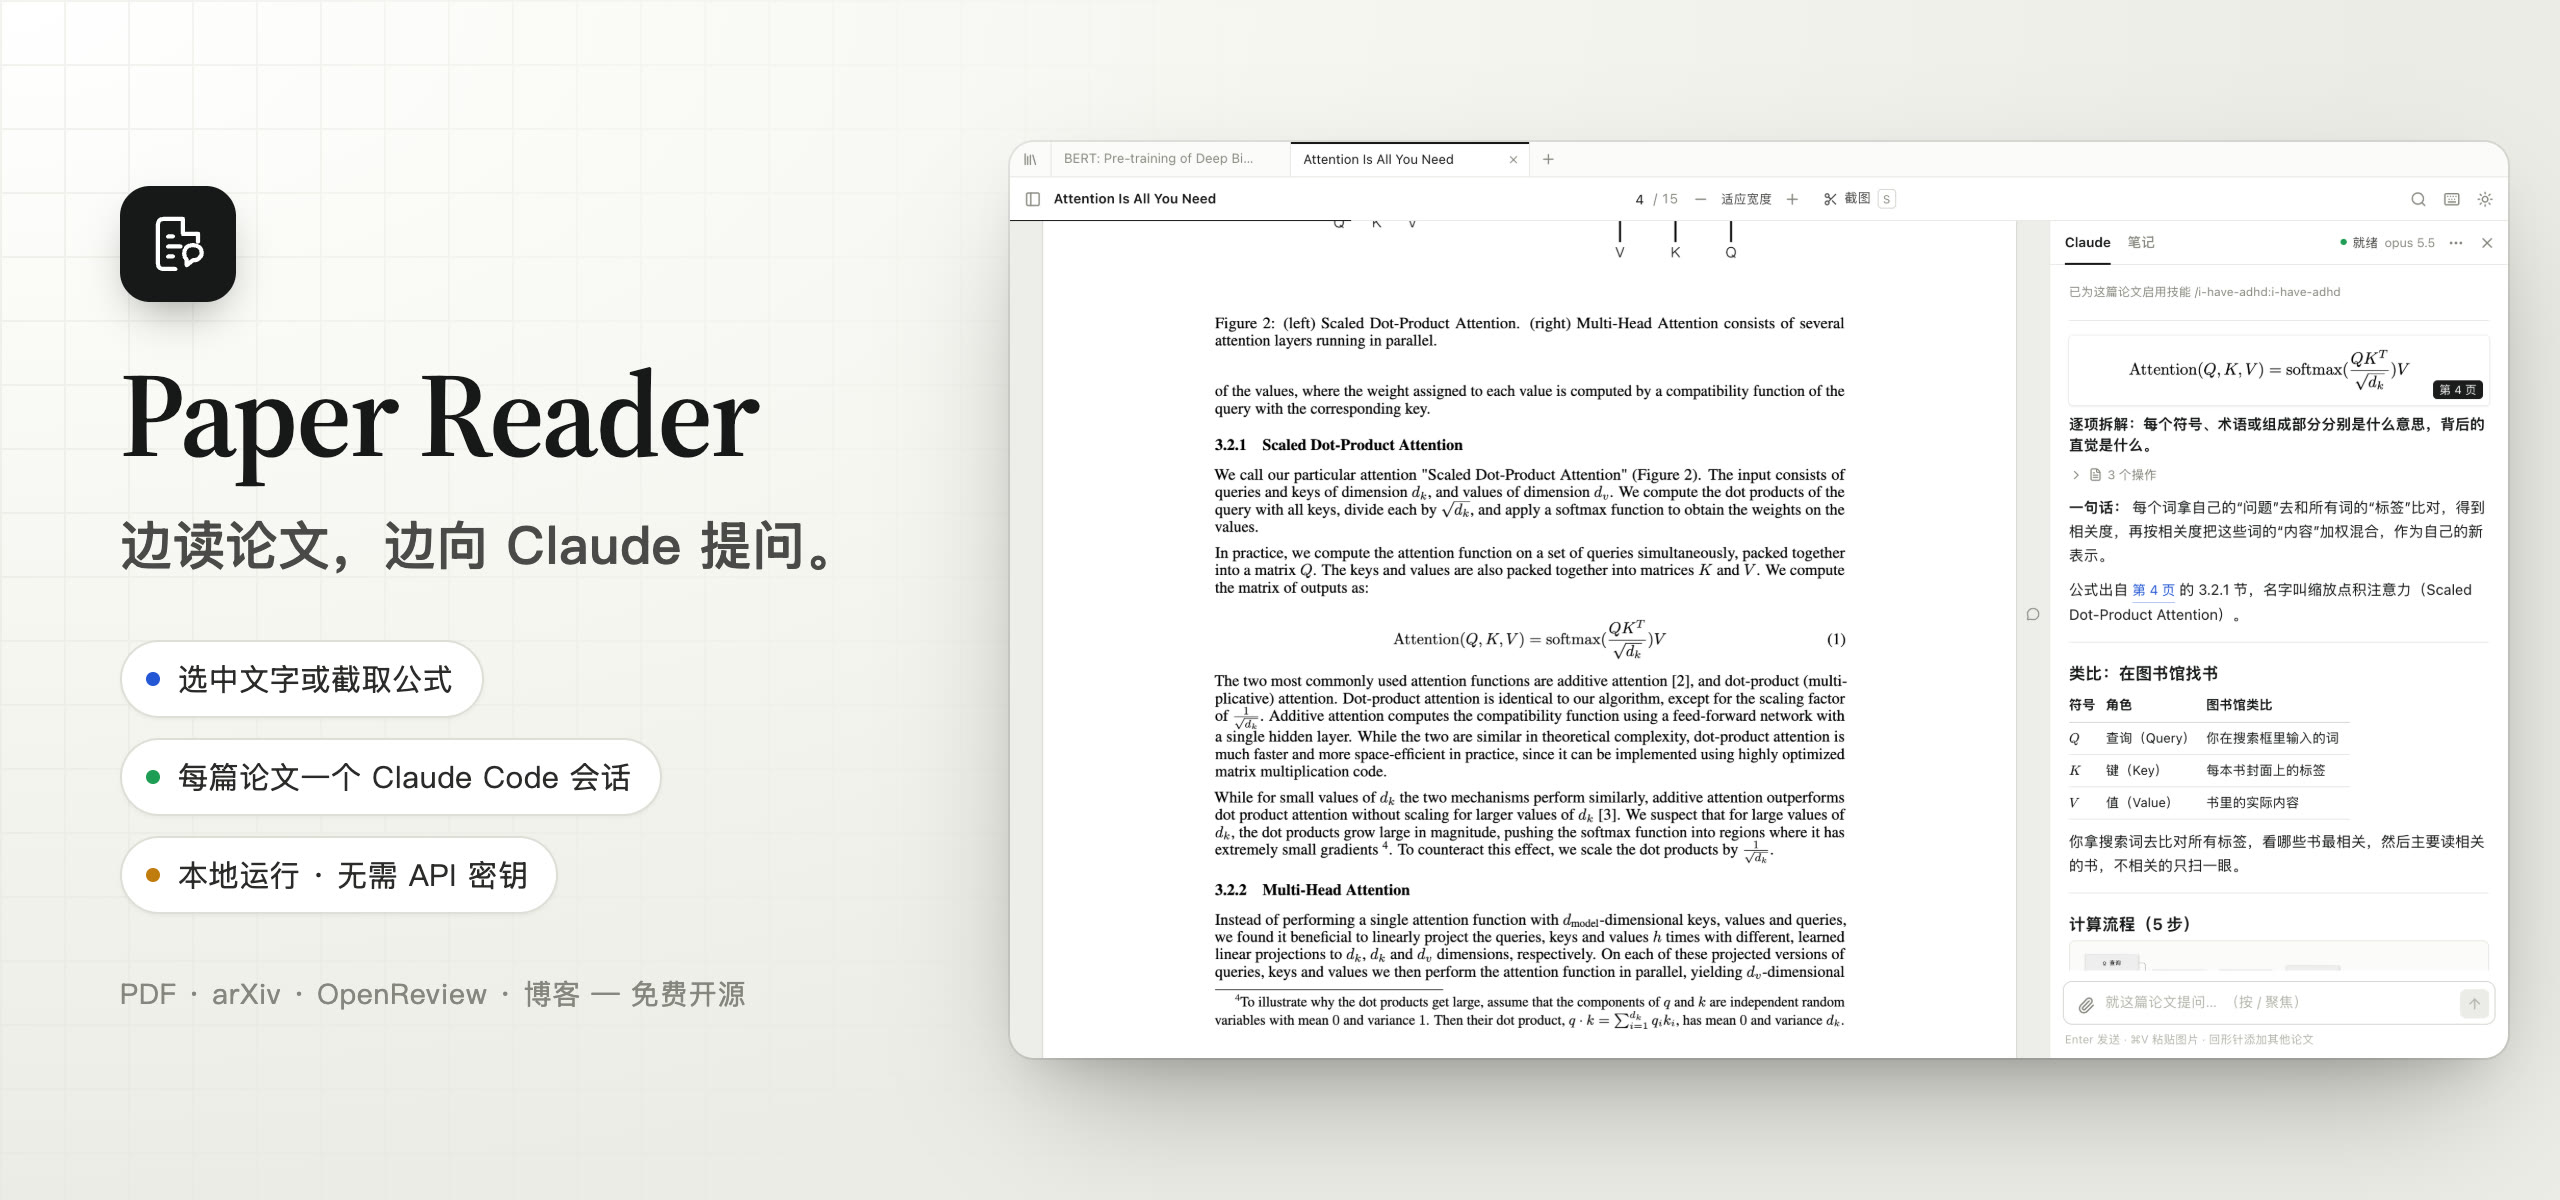 Paper Reader
边读论文，边向 Claude 提问。
选中文字或截取公式
每篇论文一个 Claude Code 会话
本地运行 · 无需 API 密钥
PDF · arXiv · OpenReview · 博客 — 免费开源
BERT: Pre-training of Deep Bi...
Attention Is All You Need
Attention Is All You Need
4 / 15
适应宽度
截图 S
Q K V
V K Q
Figure 2: (left) Scaled Dot-Product Attention. (right) Multi-Head Attention consists of several
attention layers running in parallel.
of the values, where the weight assigned to each value is computed by a compatibility function of the
query with the corresponding key.
3.2.1 Scaled Dot-Product Attention
We call our particular attention "Scaled Dot-Product Attention" (Figure 2). The input consists of
queries and keys of dimension dₖ, and values of dimension dᵥ. We compute the dot products of the
query with all keys, divide each by √dₖ, and apply a softmax function to obtain the weights on the
values.
In practice, we compute the attention function on a set of queries simultaneously, packed together
into a matrix Q. The keys and values are also packed together into matrices K and V. We compute
the matrix of outputs as:
Attention(Q, K, V) = softmax(QKᵀ/√dₖ)V (1)
The two most commonly used attention functions are additive attention [2], and dot-product (multi-
plicative) attention. Dot-product attention is identical to our algorithm, except for the scaling factor
of 1/√dₖ. Additive attention computes the compatibility function using a feed-forward network with
a single hidden layer. While the two are similar in theoretical complexity, dot-product attention is
much faster and more space-efficient in practice, since it can be implemented using highly optimized
matrix multiplication code.
While for small values of dₖ the two mechanisms perform similarly, additive attention outperforms
dot product attention without scaling for larger values of dₖ [3]. We suspect that for large values of
dₖ, the dot products grow large in magnitude, pushing the softmax function into regions where it has
extremely small gradients ⁴. To counteract this effect, we scale the dot products by 1/√dₖ.
3.2.2 Multi-Head Attention
Instead of performing a single attention function with d_model-dimensional keys, values and queries,
we found it beneficial to linearly project the queries, keys and values h times with different, learned
linear projections to dₖ, dₖ and dᵥ dimensions, respectively. On each of these projected versions of
queries, keys and values we then perform the attention function in parallel, yielding dᵥ-dimensional
⁴To illustrate why the dot products get large, assume that the components of q and k are independent random
variables with mean 0 and variance 1. Then their dot product, q · k = ∑ᵢ₌₁^dₖ qᵢkᵢ, has mean 0 and variance dₖ.
Claude 笔记
就绪 opus 5.5
已为这篇论文启用技能 /i-have-adhd:i-have-adhd
Attention(Q, K, V) = softmax(QKᵀ/√dₖ)V
第 4 页
逐项拆解：每个符号、术语或组成部分分别是什么意思，背后的
直觉是什么。
3 个操作
一句话： 每个词拿自己的“问题”去和所有词的“标签”比对，得到
相关度，再按相关度把这些词的“内容”加权混合，作为自己的新
表示。
公式出自 第 4 页 的 3.2.1 节，名字叫缩放点积注意力（Scaled
Dot-Product Attention）。
类比：在图书馆找书
符号 角色 图书馆类比
Q 查询（Query） 你在搜索框里输入的词
K 键（Key） 每本书封面上的标签
V 值（Value） 书里的实际内容
你拿搜索词去比对所有标签，看哪些书最相关，然后主要读相关
的书，不相关的只扫一眼。
计算流程（5 步）
Q 查询
就这篇论文提问... （按 / 聚焦）
Enter 发送 · ⌘V 粘贴图片 · 回形针添加其他论文